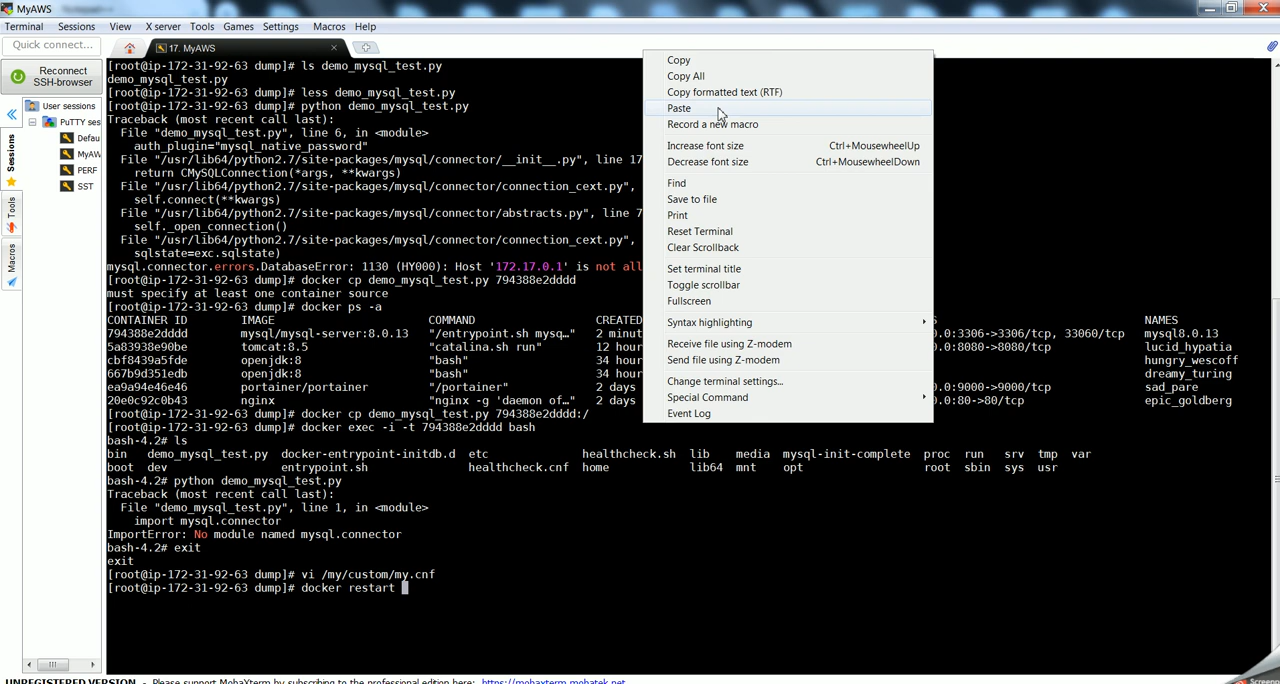 MyAWS
Terminal Sessions View X server Tools Games Settings Macros Help
Quick connect... 17. MyAWS
Reconnect SSH-browser
User sessions
PuTTY ses
Defau
MyAW
PERF
SST
Sessions
Tools
Macros
[root@ip-172-31-92-63 dump]# ls demo_mysql_test.py
demo_mysql_test.py
[root@ip-172-31-92-63 dump]# less demo_mysql_test.py
[root@ip-172-31-92-63 dump]# python demo_mysql_test.py
Traceback (most recent call last):
File "demo_mysql_test.py", line 6, in <module>
auth_plugin="mysql_native_password"
File "/usr/lib64/python2.7/site-packages/mysql/connector/__init__.py", line 17
return CMySQLConnection(*args, **kwargs)
File "/usr/lib64/python2.7/site-packages/mysql/connector/connection_cext.py",
self.connect(**kwargs)
File "/usr/lib64/python2.7/site-packages/mysql/connector/abstracts.py", line 7
self._open_connection()
File "/usr/lib64/python2.7/site-packages/mysql/connector/connection_cext.py",
sqlstate=exc.sqlstate)
mysql.connector.errors.DatabaseError: 1130 (HY000): Host '172.17.0.1' is not all
[root@ip-172-31-92-63 dump]# docker cp demo_mysql_test.py 794388e2dddd
must specify at least one container source
[root@ip-172-31-92-63 dump]# docker ps -a
CONTAINER ID IMAGE COMMAND CREATED S NAMES
794388e2dddd mysql/mysql-server:8.0.13 "/entrypoint.sh mysq…" 2 minut 0.0:3306->3306/tcp, 33060/tcp mysql8.0.13
5a83938e90be tomcat:8.5 "catalina.sh run" 12 hour 0.0:8080->8080/tcp lucid_hypatia
cbf8439a5fde openjdk:8 "bash" 34 hour hungry_wescoff
667b9d351edb openjdk:8 "bash" 34 hour dreamy_turing
ea9a94e46e46 portainer/portainer "/portainer" 2 days 0.0:9000->9000/tcp sad_pare
20e0c92c0b43 nginx "nginx -g 'daemon of…" 2 days 0.0:80->80/tcp epic_goldberg
[root@ip-172-31-92-63 dump]# docker cp demo_mysql_test.py 794388e2dddd:/
[root@ip-172-31-92-63 dump]# docker exec -i -t 794388e2dddd bash
bash-4.2# ls
bin demo_mysql_test.py docker-entrypoint-initdb.d etc healthcheck.sh lib media mysql-init-complete proc run srv tmp var
boot dev entrypoint.sh healthcheck.cnf home lib64 mnt opt root sbin sys usr
bash-4.2# python demo_mysql_test.py
Traceback (most recent call last):
File "demo_mysql_test.py", line 1, in <module>
import mysql.connector
ImportError: No module named mysql.connector
bash-4.2# exit
exit
[root@ip-172-31-92-63 dump]# vi /my/custom/my.cnf
[root@ip-172-31-92-63 dump]# docker restart
Copy
Copy All
Copy formatted text (RTF)
Paste
Record a new macro
Increase font size Ctrl+MousewheelUp
Decrease font size Ctrl+MousewheelDown
Find
Save to file
Print
Reset Terminal
Clear Scrollback
Set terminal title
Toggle scrollbar
Fullscreen
Syntax highlighting
Receive file using Z-modem
Send file using Z-modem
Change terminal settings...
Special Command
Event Log
UNREGISTERED VERSION - Please support MobaXterm by subscribing to the professional edition here: https://mobaxterm.mobatek.net